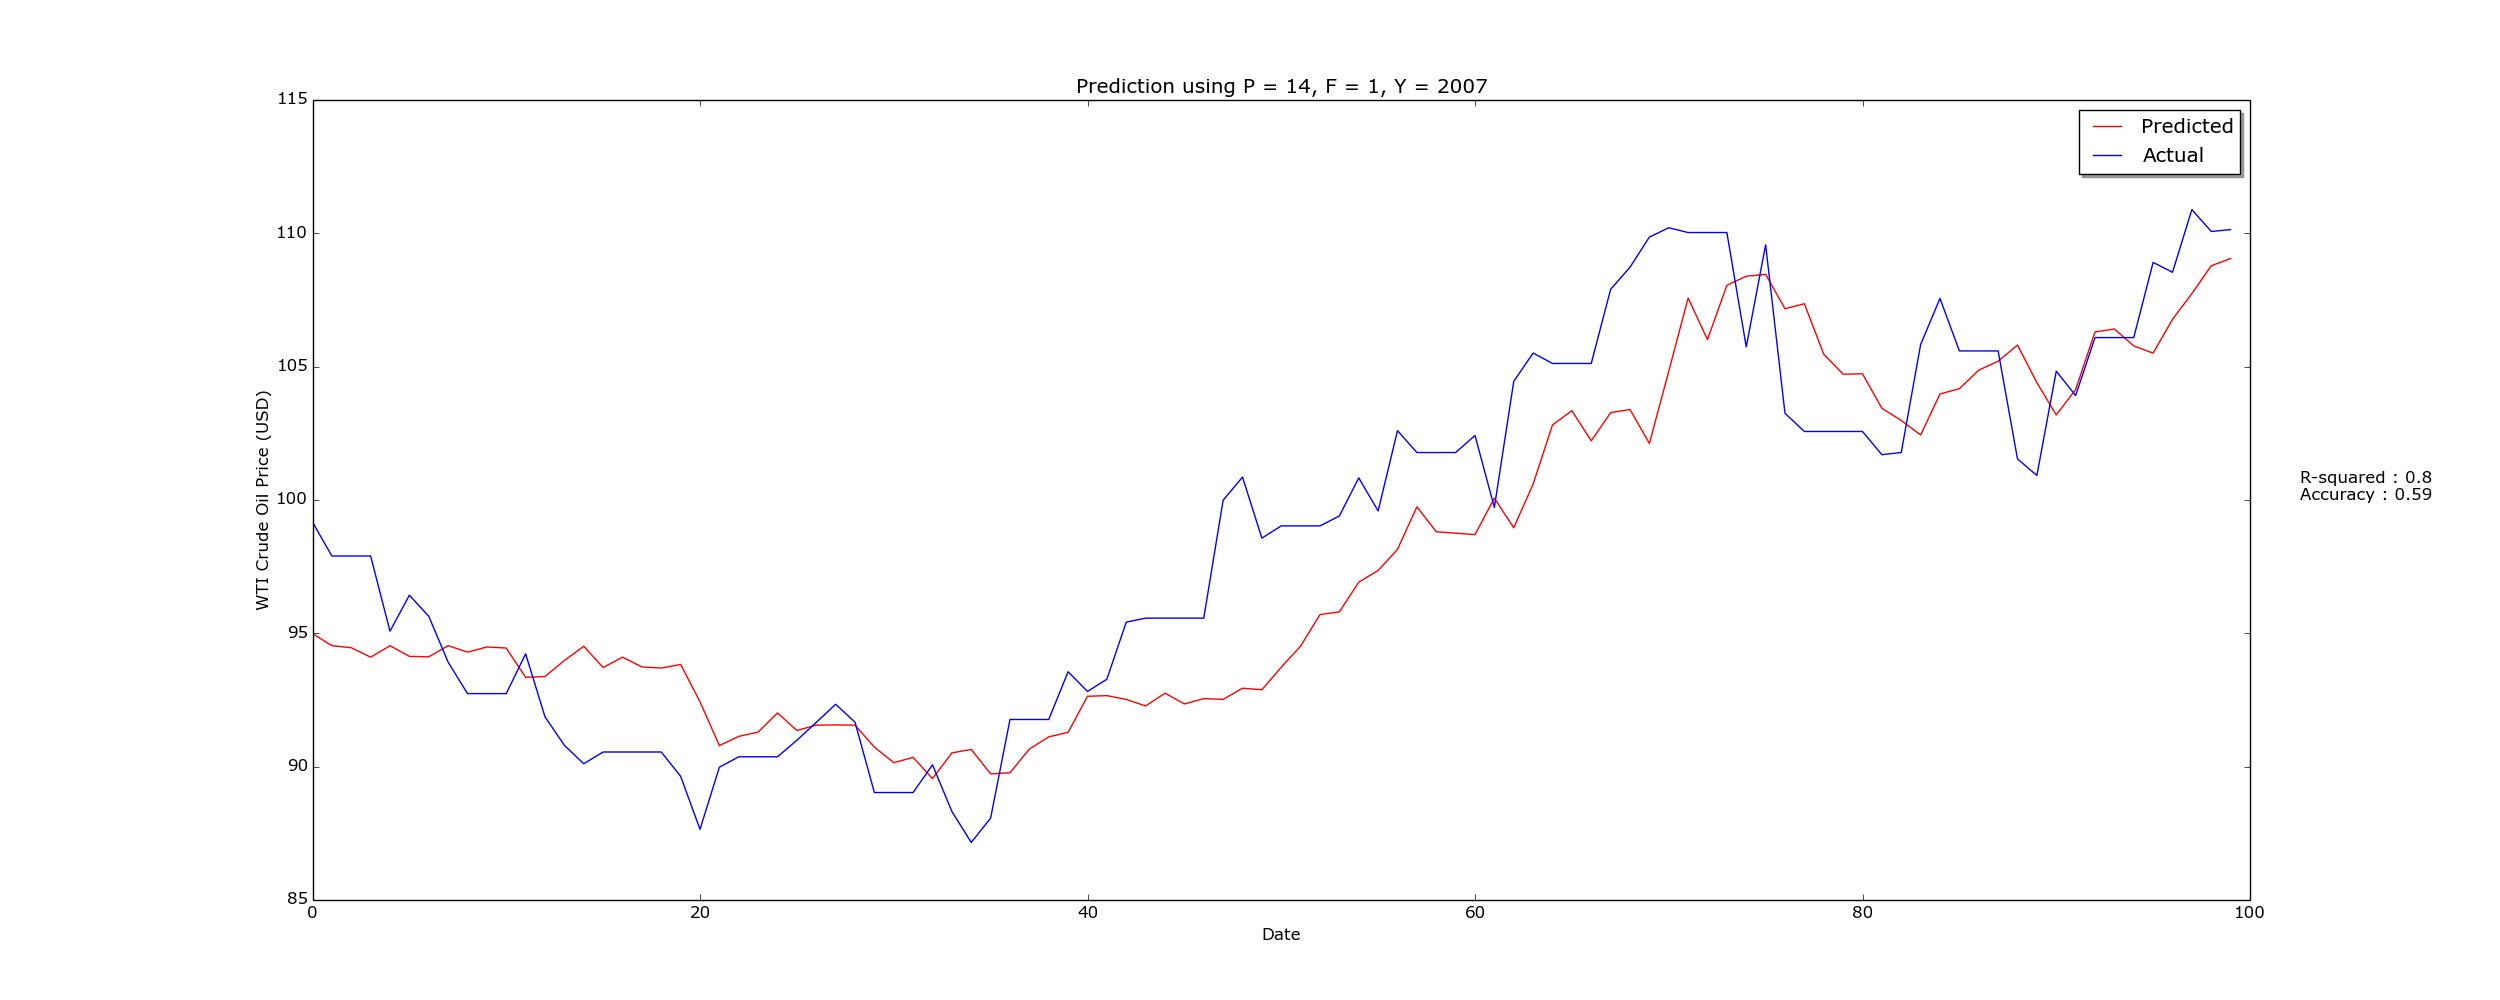 Prediction using P = 14, F = 1, Y = 2007
115
110
105
100
95
90
85
WTI Crude Oil Price (USD)
Predicted
Actual
R-squared : 0.8
Accuracy : 0.59
0 20 40 60 80 100
Date